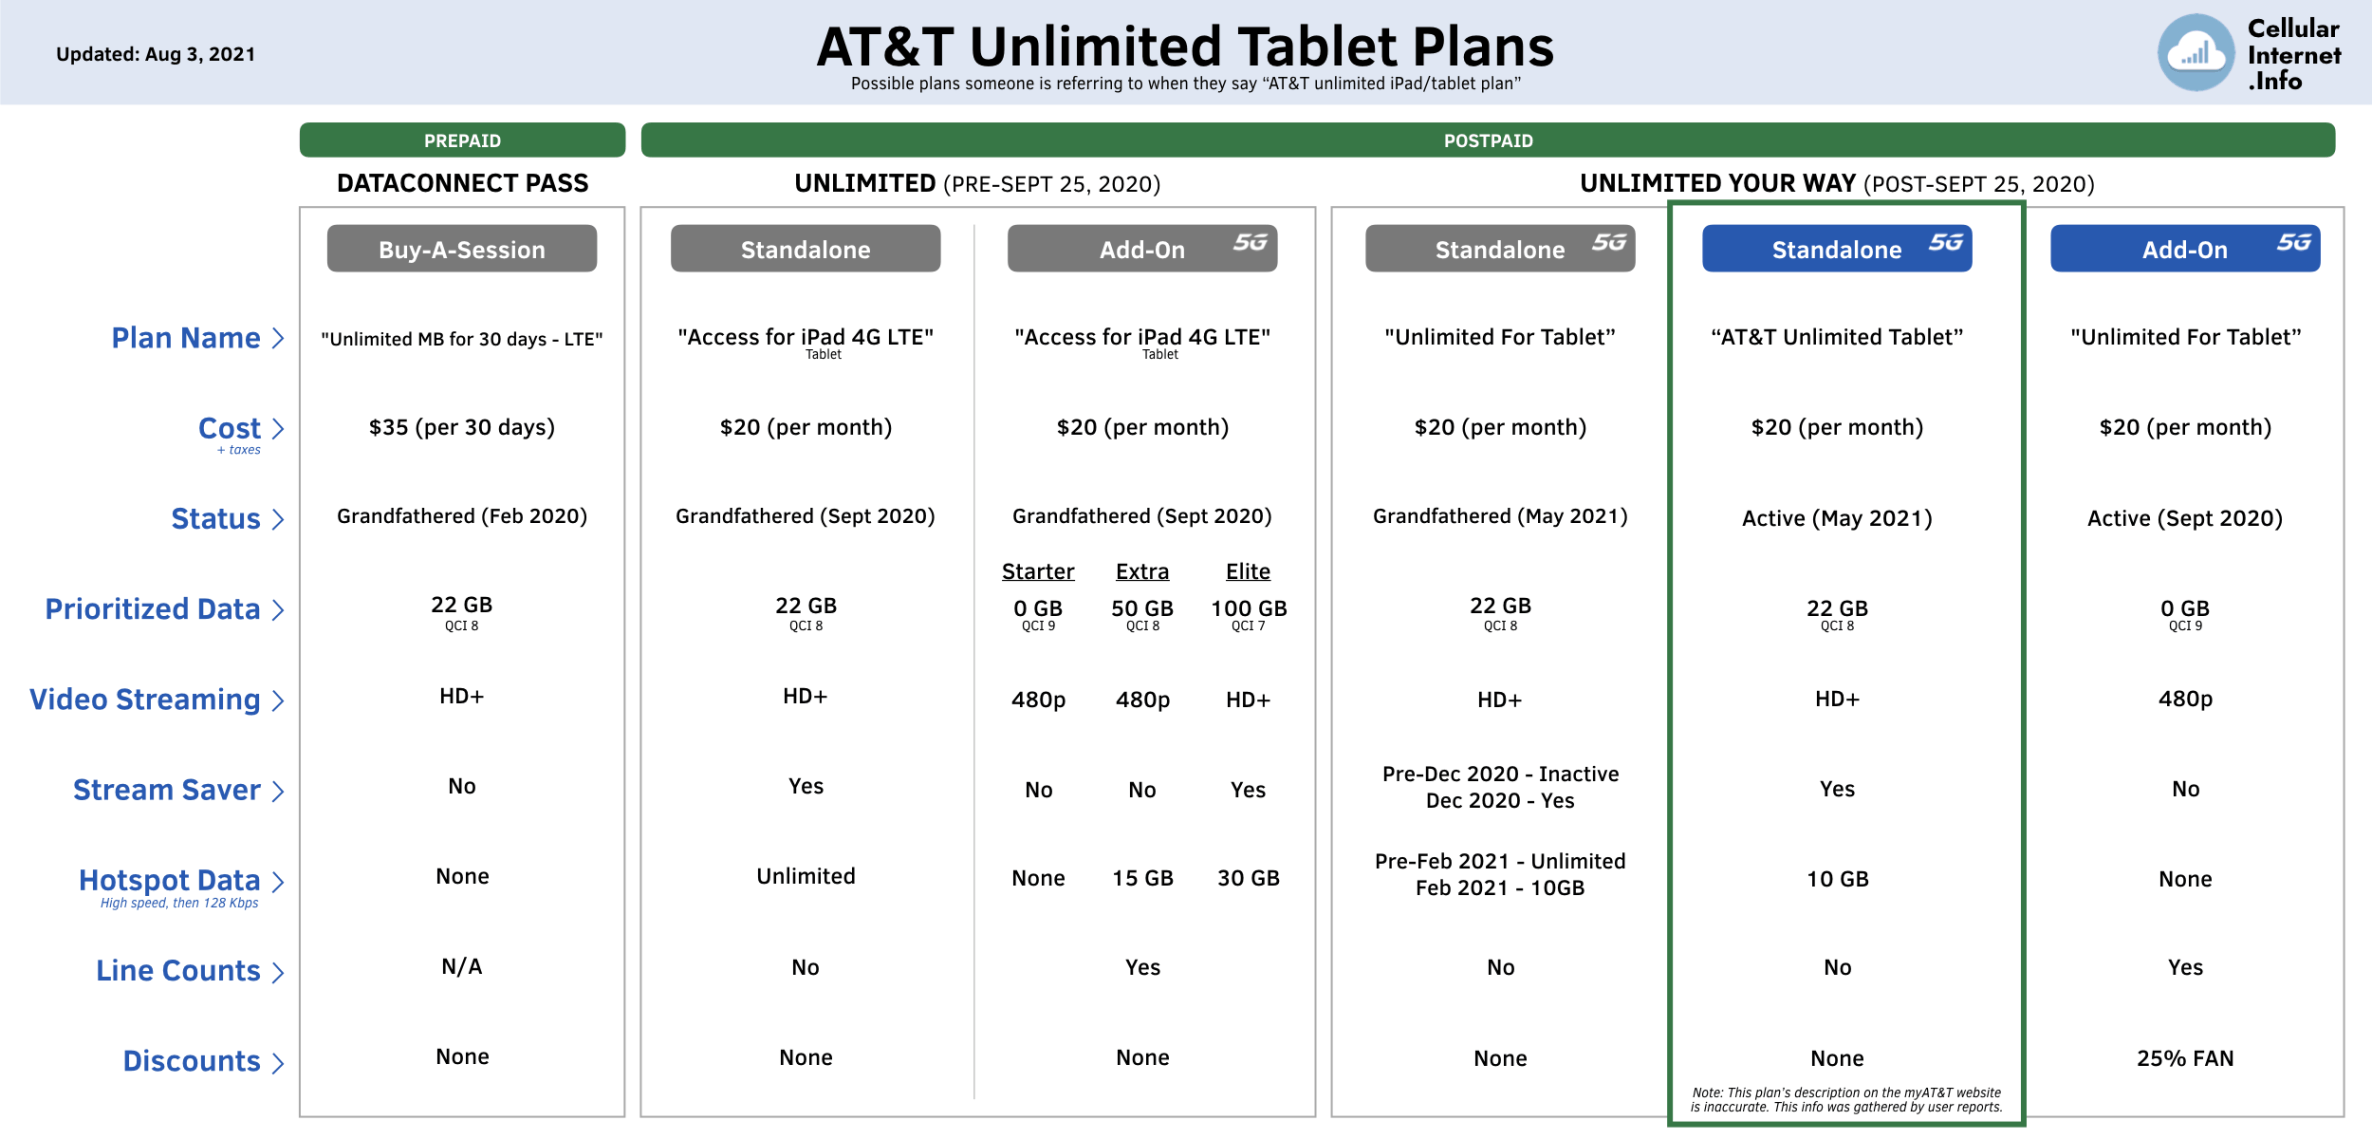 Updated: Aug 3, 2021
AT&T Unlimited Tablet Plans
Possible plans someone is referring to when they say “AT&T unlimited iPad/tablet plan”
Cellular
Internet
.Info
PREPAID
POSTPAID
DATACONNECT PASS
UNLIMITED (PRE-SEPT 25, 2020)
UNLIMITED YOUR WAY (POST-SEPT 25, 2020)
Buy-A-Session
Standalone
Add-On 5G
Standalone 5G
Standalone 5G
Add-On 5G
Plan Name
"Unlimited MB for 30 days - LTE"
"Access for iPad 4G LTE"
Tablet
"Access for iPad 4G LTE"
Tablet
"Unlimited For Tablet”
“AT&T Unlimited Tablet”
"Unlimited For Tablet”
Cost
+ taxes
$35 (per 30 days)
$20 (per month)
$20 (per month)
$20 (per month)
$20 (per month)
$20 (per month)
Status
Grandfathered (Feb 2020)
Grandfathered (Sept 2020)
Grandfathered (Sept 2020)
Grandfathered (May 2021)
Active (May 2021)
Active (Sept 2020)
Prioritized Data
22 GB
QCI 8
22 GB
QCI 8
Starter Extra Elite
0 GB 50 GB 100 GB
QCI 9 QCI 8 QCI 7
22 GB
QCI 8
22 GB
QCI 8
0 GB
QCI 9
Video Streaming
HD+
HD+
480p 480p HD+
HD+
HD+
480p
Stream Saver
No
Yes
No No Yes
Pre-Dec 2020 - Inactive
Dec 2020 - Yes
Yes
No
Hotspot Data
High speed, then 128 Kbps
None
Unlimited
None 15 GB 30 GB
Pre-Feb 2021 - Unlimited
Feb 2021 - 10GB
10 GB
None
Line Counts
N/A
No
Yes
No
No
Yes
Discounts
None
None
None
None
None
25% FAN
Note: This plan's description on the myAT&T website
is inaccurate. This info was gathered by user reports.